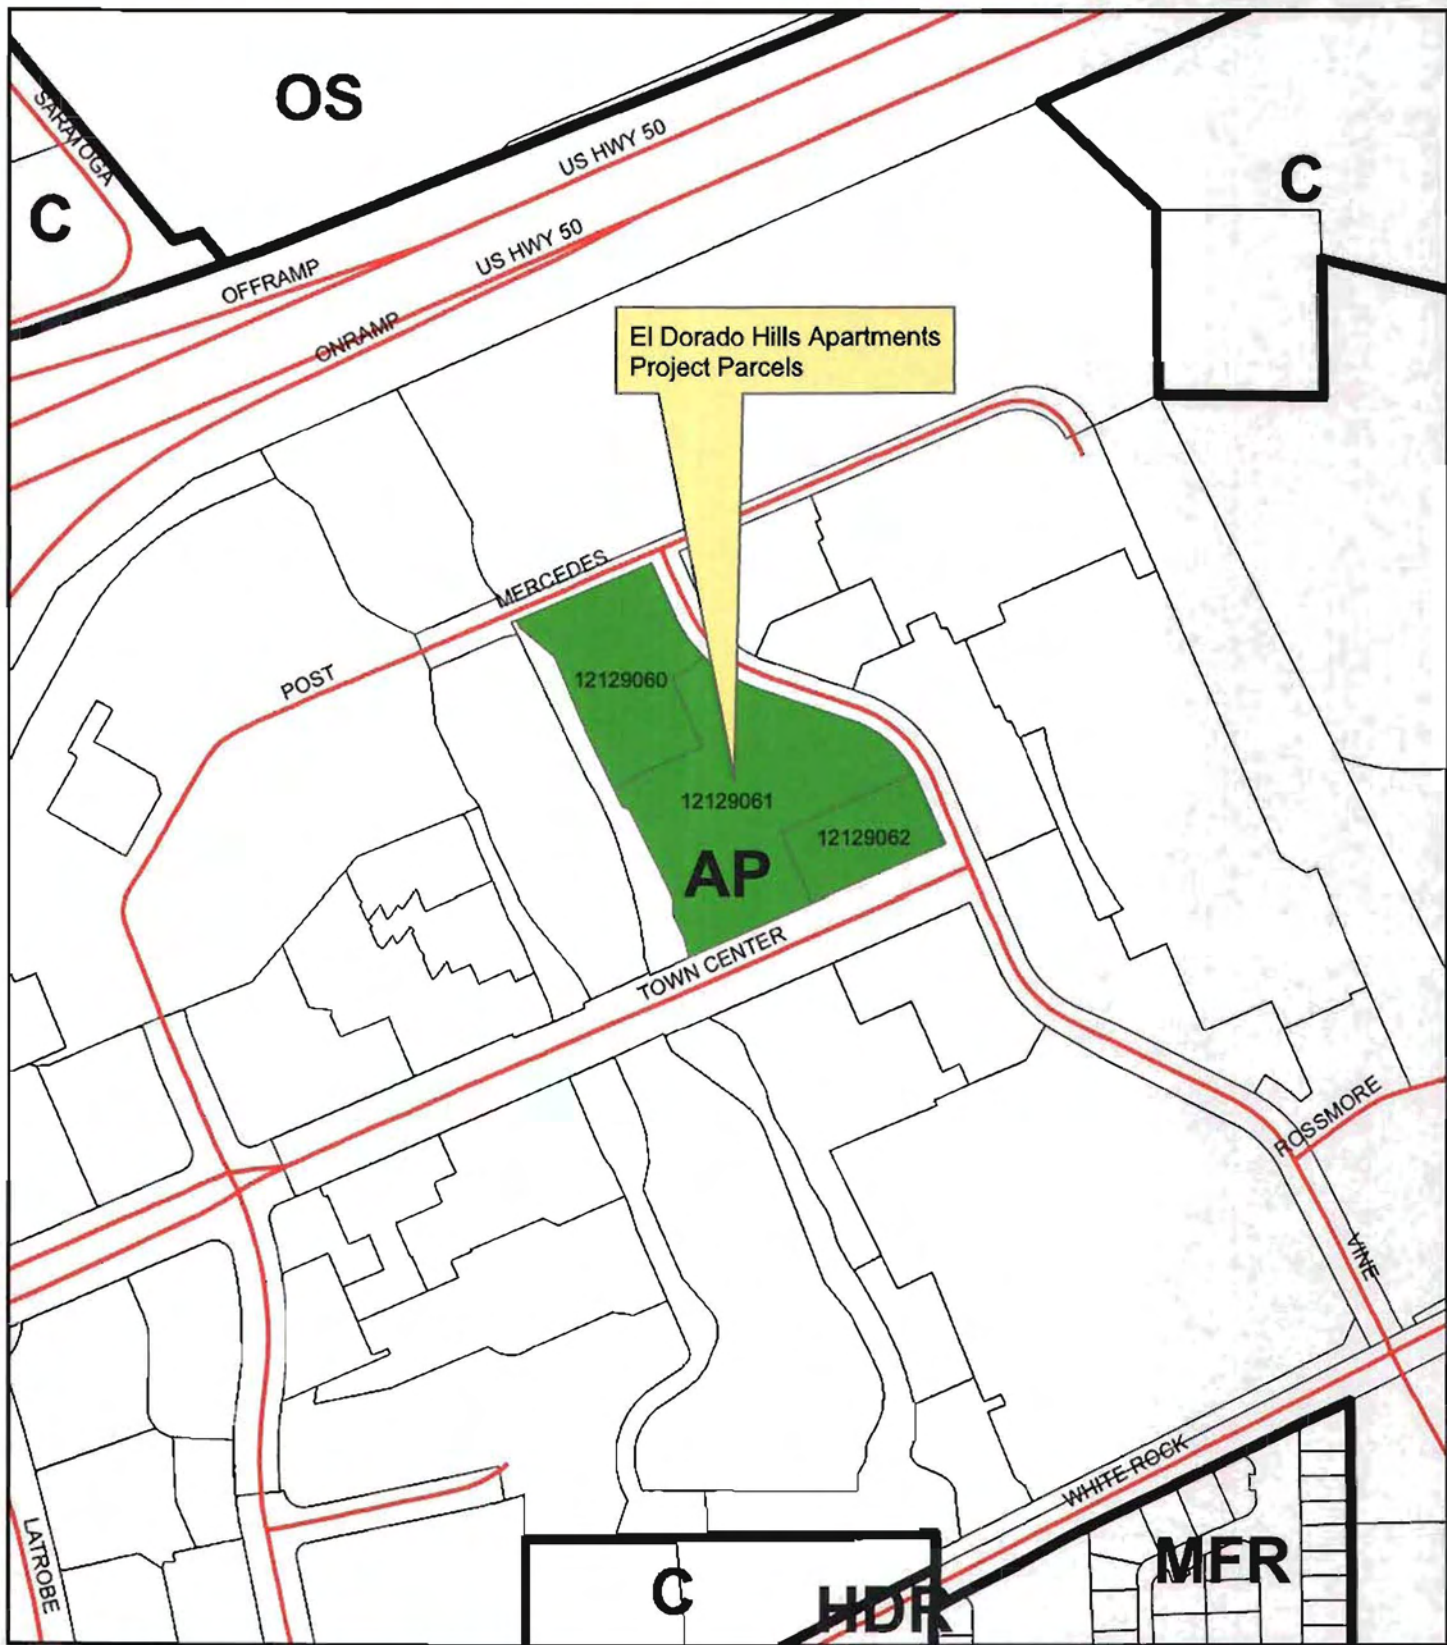 OS
SARATOGA
US HWY 50
C
C
US HWY 50
OFFRAMP
ONRAMP
El Dorado Hills Apartments
Project Parcels
MERCEDES
12129060
POST
12129061
12129062
AP
TOWN CENTER
ROSSMORE
VINE
WHITE ROCK
LATROBE
MFR
C
HDR